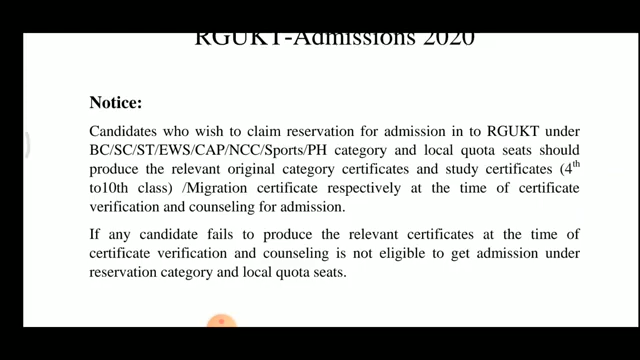 RGUKT-Admissions 2020
Notice:
Candidates who wish to claim reservation for admission in to RGUKT under
BC/SC/ST/EWS/CAP/NCC/Sports/PH category and local quota seats should
produce the relevant original category certificates and study certificates (4th
to10th class) /Migration certificate respectively at the time of certificate
verification and counseling for admission.
If any candidate fails to produce the relevant certificates at the time of
certificate verification and counseling is not eligible to get admission under
reservation category and local quota seats.